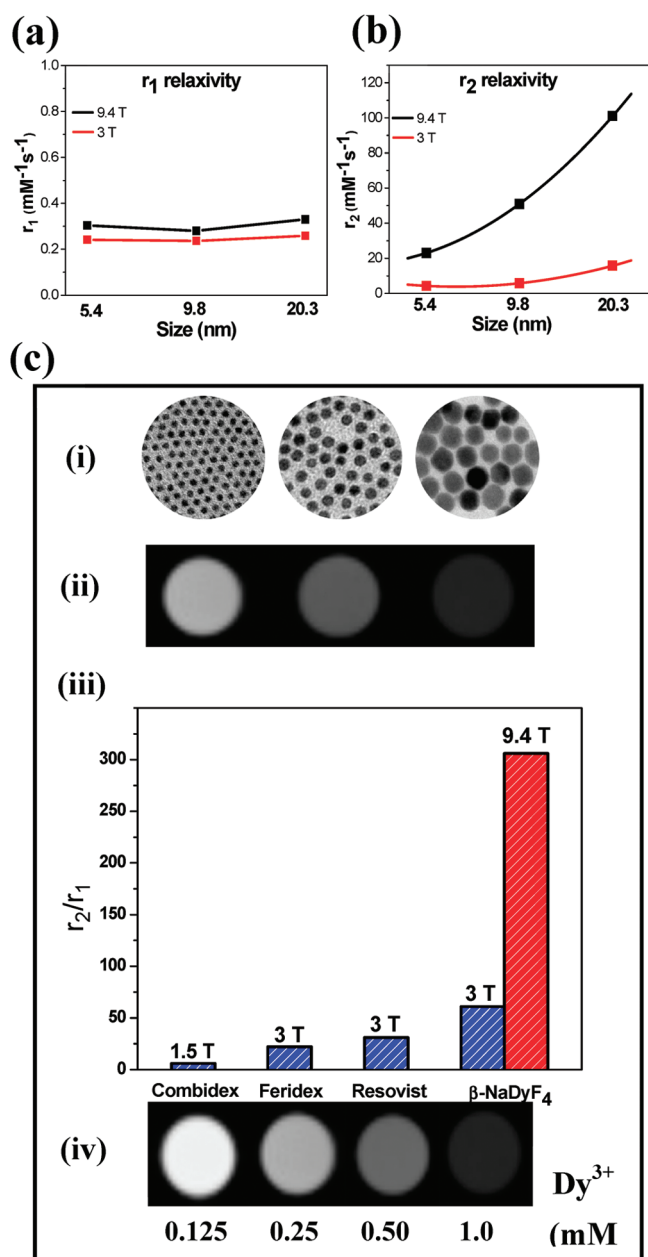 (a)
(b)
r1 relaxivity
9.4 T
3 T
r1 (mM-1s-1)
1.0
0.8
0.6
0.4
0.2
0.0
5.4 9.8 20.3
Size (nm)
r2 relaxivity
9.4 T
3 T
r2 (mM-1s-1)
120
100
80
60
40
20
0
5.4 9.8 20.3
Size (nm)
(c)
(i)
(ii)
(iii)
r2/r1
300
250
200
150
100
50
0
1.5 T
3 T
3 T
3 T
9.4 T
Combidex Feridex Resovist β-NaDyF4
(iv)
Dy3+
0.125 0.25 0.50 1.0 (mM